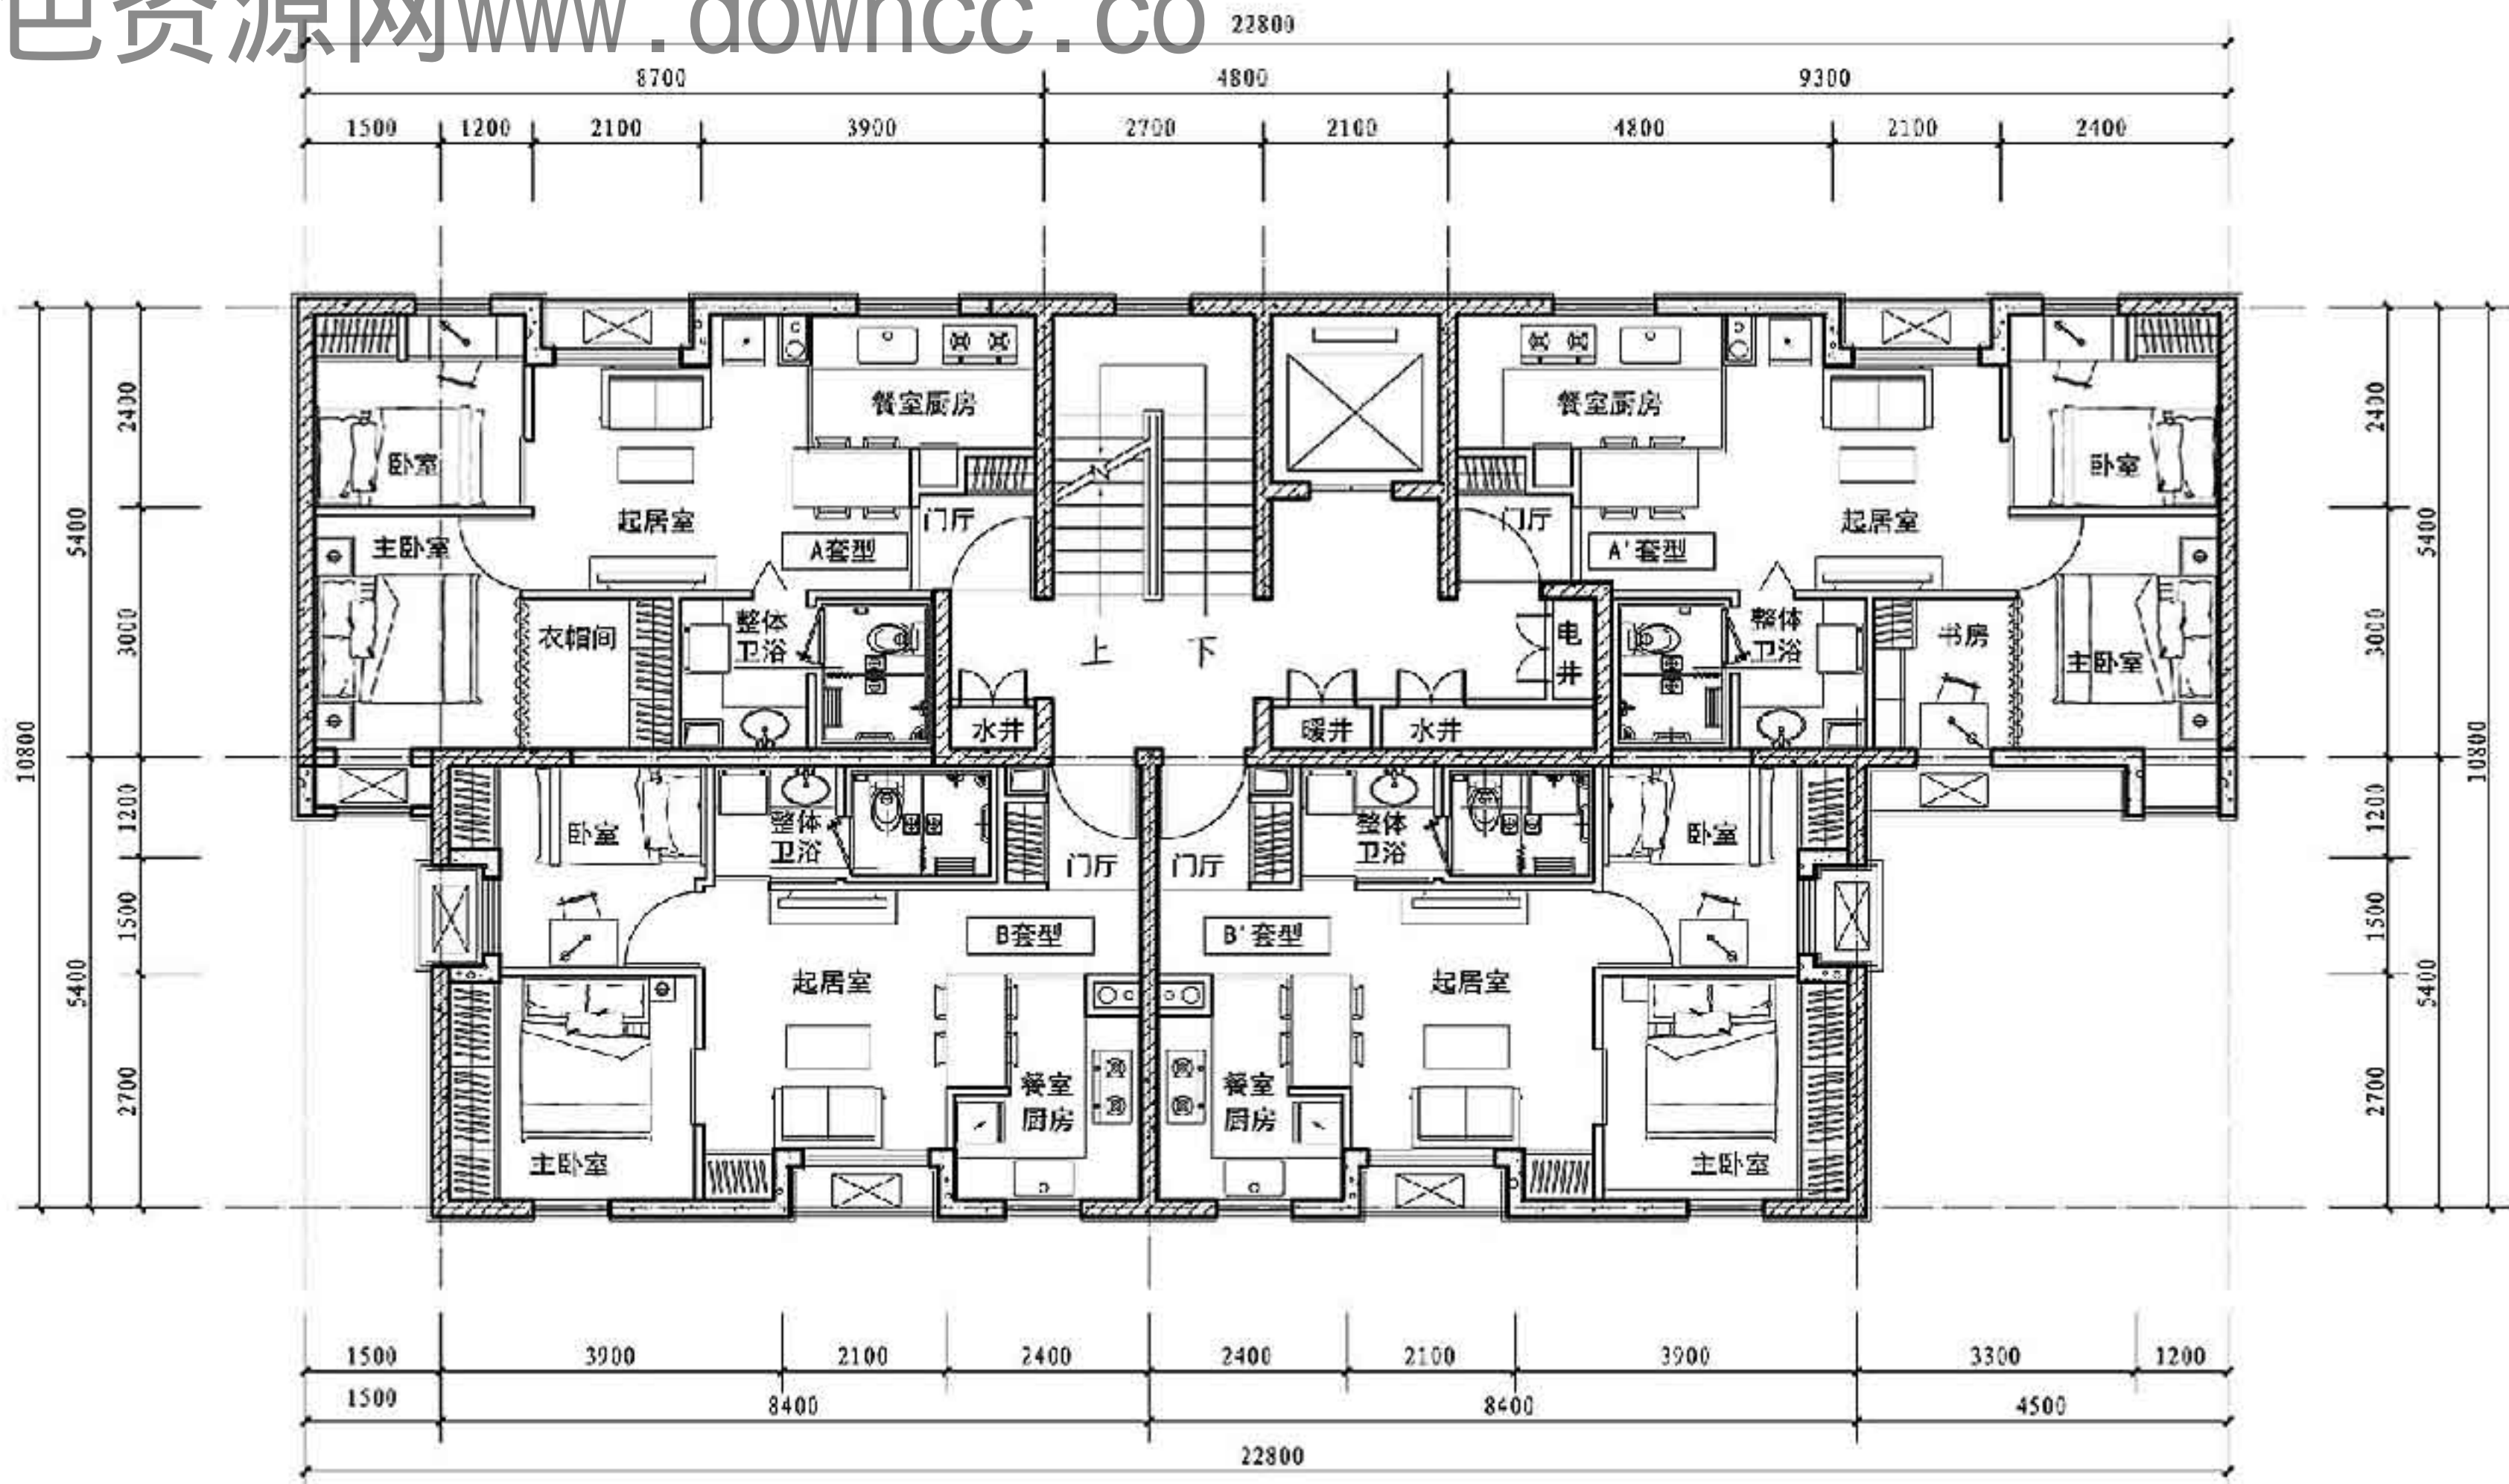 色资源网www.downcc.co
22800
8700 4800 9300
1500 1200 2100 3900 2700 2100 4800 2100 2400
餐室厨房 餐室厨房
2400 2400
卧室 卧室
5400 起居室 门厅 门厅 起居室 5400
主卧室 A套型 A'套型
3000 衣帽间 整体 上 下 电 整体 书房 3000
卫浴 井 卫浴 主卧室
10800 水井 暖井 水井 10800
1200 卧室 整体 整体 卧室 1200
卫浴 门厅 门厅 卫浴
1500 B套型 B'套型 1500
5400 起居室 起居室 5400
2700 餐室 餐室 2700
厨房 厨房
主卧室 主卧室
1500 3900 2100 2400 2400 2100 3900 3300 1200
1500 8400 8400 4500
22800